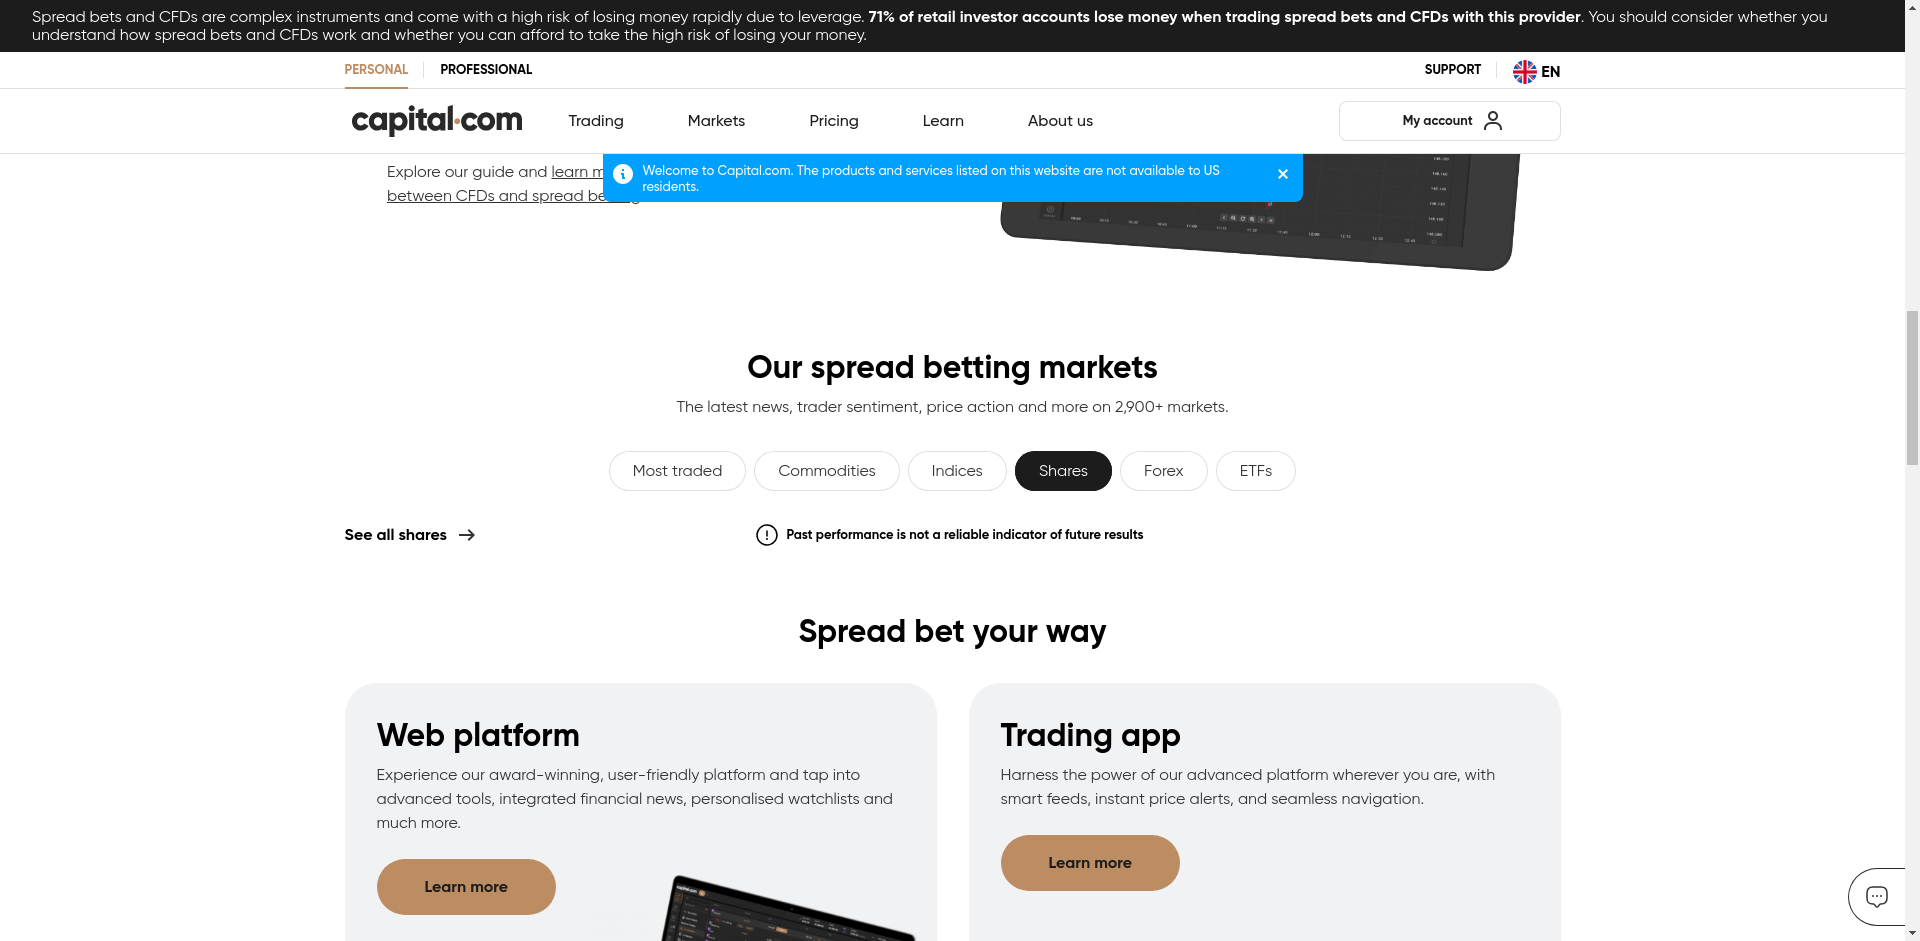 Spread bets and CFDs are complex instruments and come with a high risk of losing money rapidly due to leverage. 71% of retail investor accounts lose money when trading spread bets and CFDs with this provider. You should consider whether you
understand how spread bets and CFDs work and whether you can afford to take the high risk of losing your money.
PERSONAL PROFESSIONAL SUPPORT EN
capital.com Trading Markets Pricing Learn About us My account
Explore our guide and learn
between CFDs and spread
Welcome to Capital.com. The products and services listed on this website are not available to US
residents.
Our spread betting markets
The latest news, trader sentiment, price action and more on 2,900+ markets.
Most traded Commodities Indices Shares Forex ETFs
See all shares → Past performance is not a reliable indicator of future results
Spread bet your way
Web platform
Experience our award-winning, user-friendly platform and tap into
advanced tools, integrated financial news, personalised watchlists and
much more.
Learn more
Trading app
Harness the power of our advanced platform wherever you are, with
smart feeds, instant price alerts, and seamless navigation.
Learn more